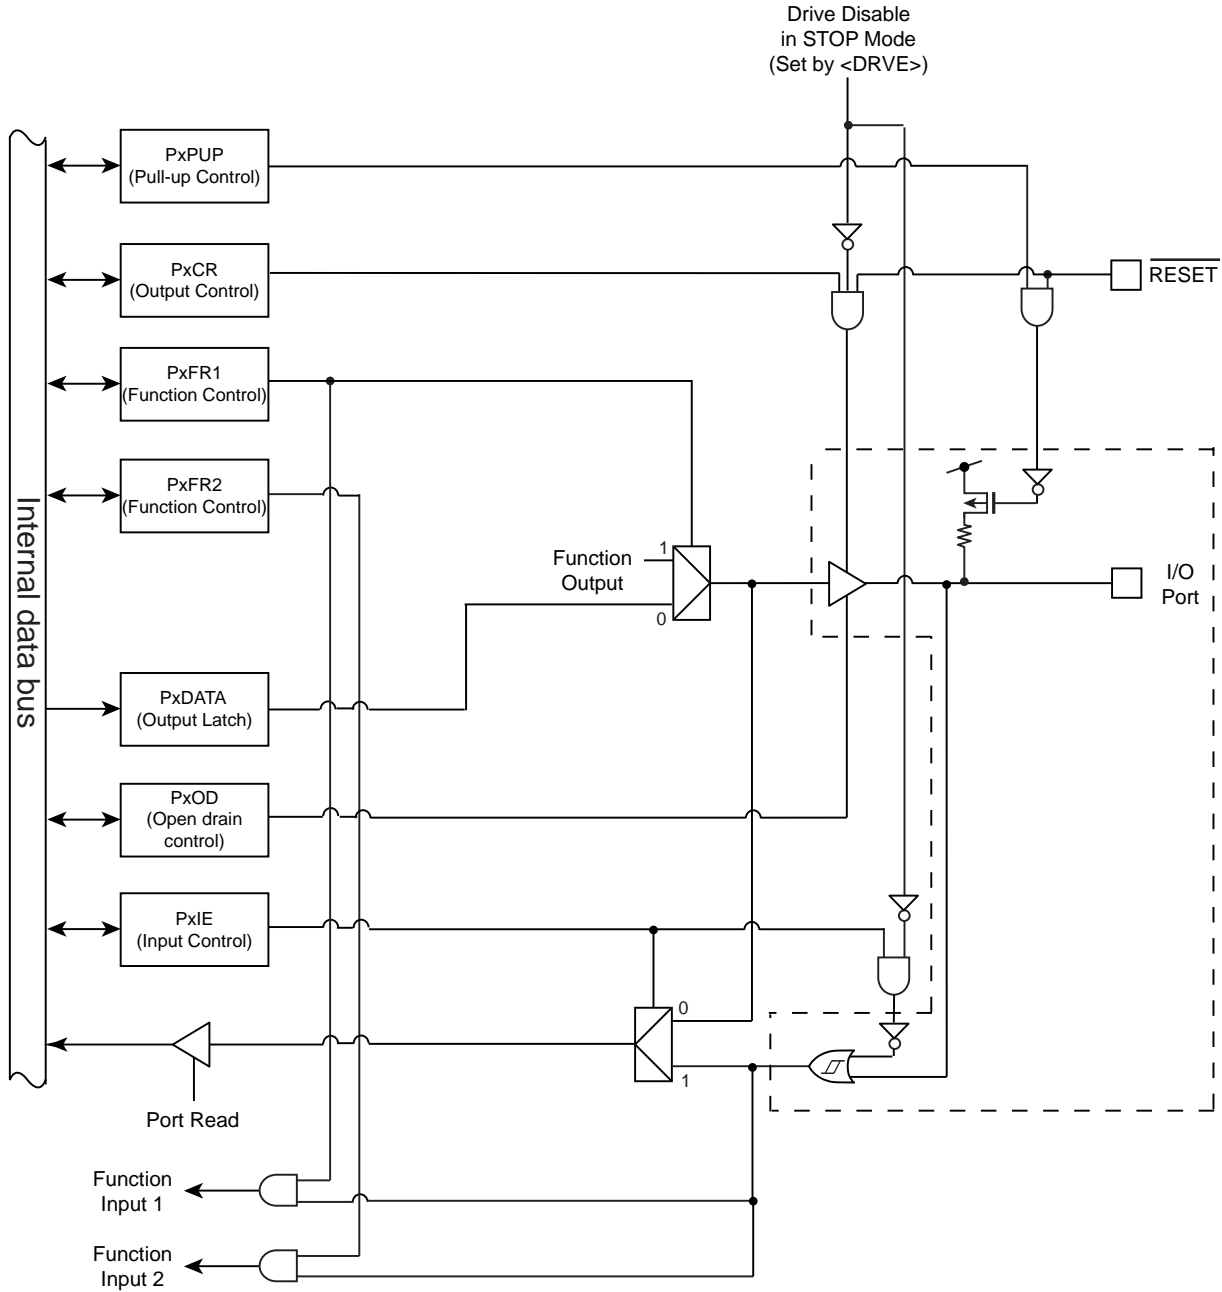 Drive Disable
in STOP Mode
(Set by <DRVE>)
PxPUP
(Pull-up Control)
PxCR
(Output Control)
RESET
PxFR1
(Function Control)
PxFR2
(Function Control)
Internal data bus
1
Function
Output
0
I/O
Port
PxDATA
(Output Latch)
PxOD
(Open drain
control)
PxIE
(Input Control)
0
1
Port Read
Function
Input 1
Function
Input 2